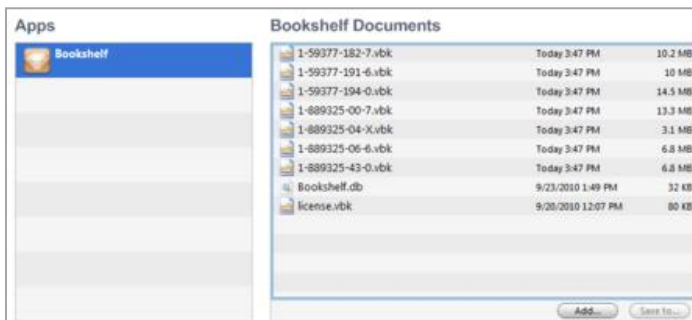 Apps
Bookshelf Documents
Bookshelf
1-59377-182-7.vbk Today 3:47 PM 10.2 MB
1-59377-191-6.vbk Today 3:47 PM 10 MB
1-59377-194-0.vbk Today 3:47 PM 14.5 MB
1-889325-00-7.vbk Today 3:47 PM 13.3 MB
1-889325-04-X.vbk Today 3:47 PM 3.1 MB
1-889325-06-6.vbk Today 3:47 PM 6.8 MB
1-889325-43-0.vbk Today 3:47 PM 6.8 MB
Bookshelf.db 9/23/2010 1:49 PM 32 KB
license.vbk 9/20/2010 12:07 PM 80 KB
Add... Save to...